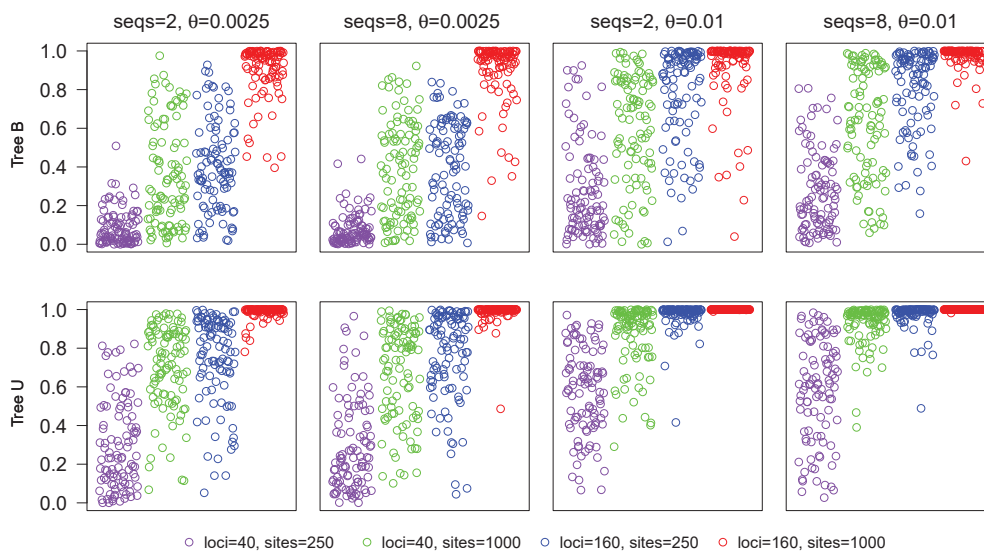 seqs=2, θ=0.0025
seqs=8, θ=0.0025
seqs=2, θ=0.01
seqs=8, θ=0.01
Tree B
1.0
0.8
0.6
0.4
0.2
0.0
Tree U
1.0
0.8
0.6
0.4
0.2
0.0
loci=40, sites=250
loci=40, sites=1000
loci=160, sites=250
loci=160, sites=1000